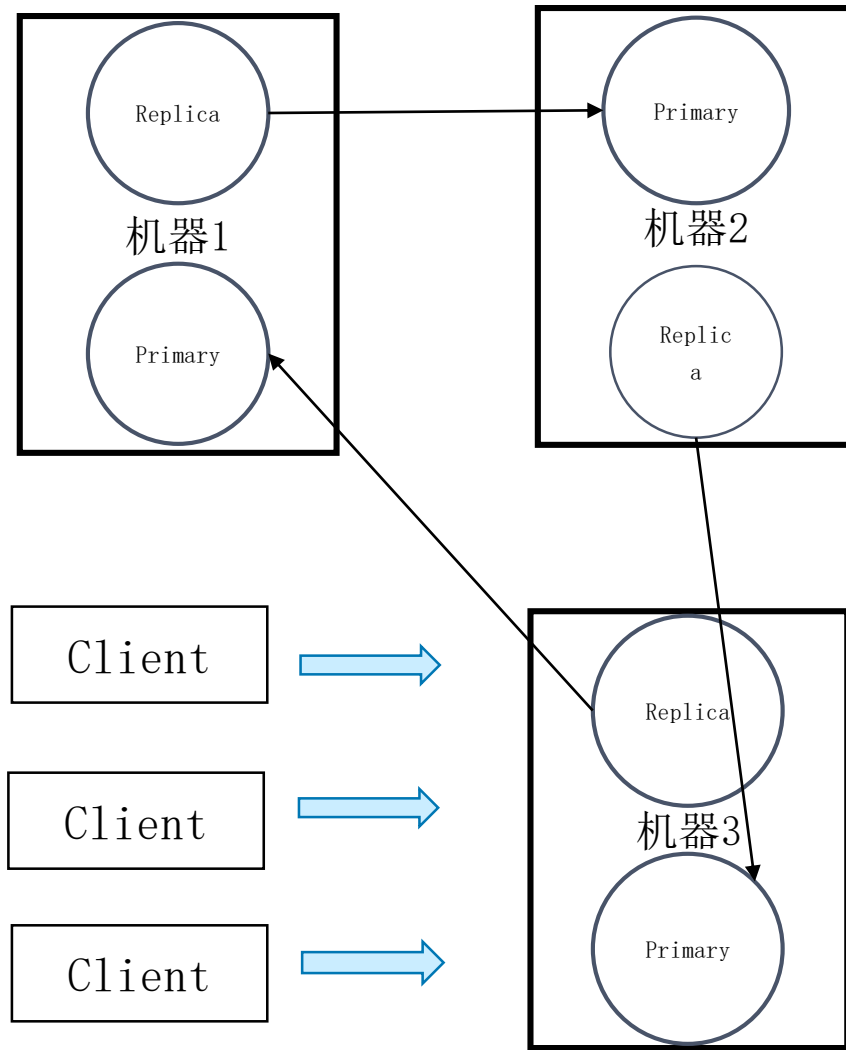 Replica
机器1
Primary
Primary
机器2
Replic
a
Client
Client
Client
Replica
机器3
Primary